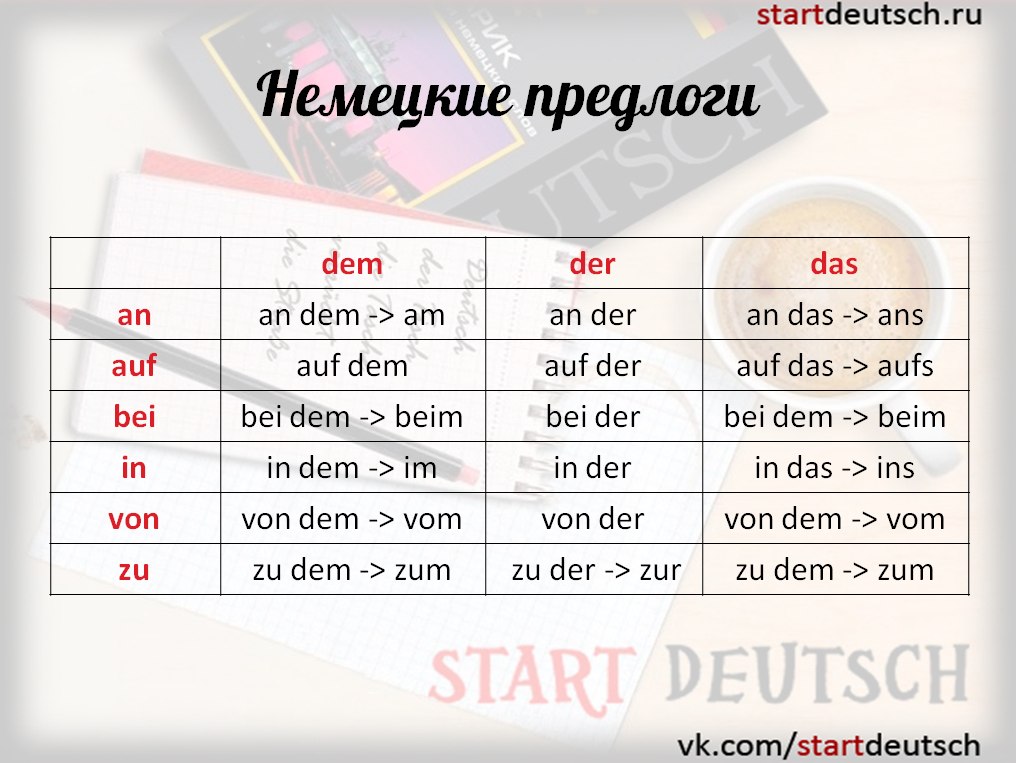 startdeutsch.ru
Немецкие предлоги
dem der das
an an dem -> am an der an das -> ans
auf auf dem auf der auf das -> aufs
bei bei dem -> beim bei der bei dem -> beim
in in dem -> im in der in das -> ins
von von dem -> vom von der von dem -> vom
zu zu dem -> zum zu der -> zur zu dem -> zum
START DEUTSCH
vk.com/startdeutsch